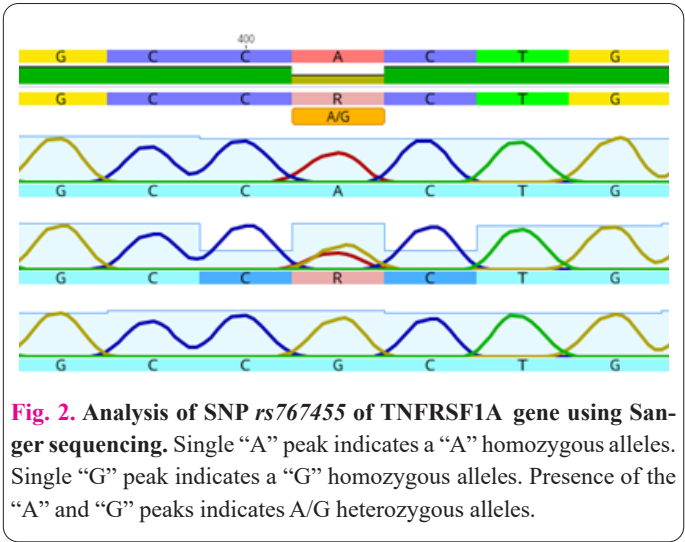 400
G C C A C T G
G C C R C T G
A/G
G C C A C T G
G C C R C T G
G C C G C T G
Fig. 2. Analysis of SNP rs767455 of TNFRSF1A gene using San-
ger sequencing. Single “A” peak indicates a “A” homozygous alleles.
Single “G” peak indicates a “G” homozygous alleles. Presence of the
“A” and “G” peaks indicates A/G heterozygous alleles.